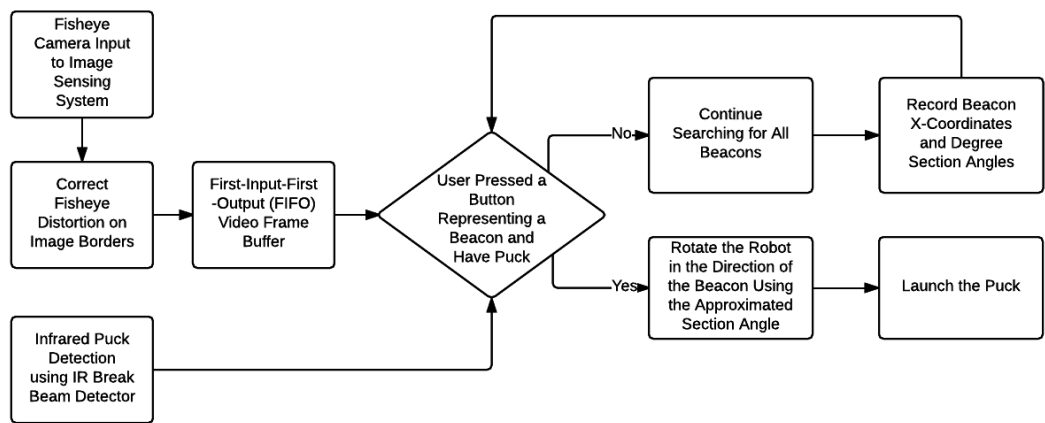 Fisheye
Camera Input
to Image
Sensing
System
Correct
Fisheye
Distortion on
Image Borders
First-Input-First
-Output (FIFO)
Video Frame
Buffer
Infrared Puck
Detection
using IR Break
Beam Detector
User Pressed a
Button
Representing a
Beacon and
Have Puck
No
Continue
Searching for All
Beacons
Record Beacon
X-Coordinates
and Degree
Section Angles
Yes
Rotate the Robot
in the Direction of
the Beacon Using
the Approximated
Section Angle
Launch the Puck